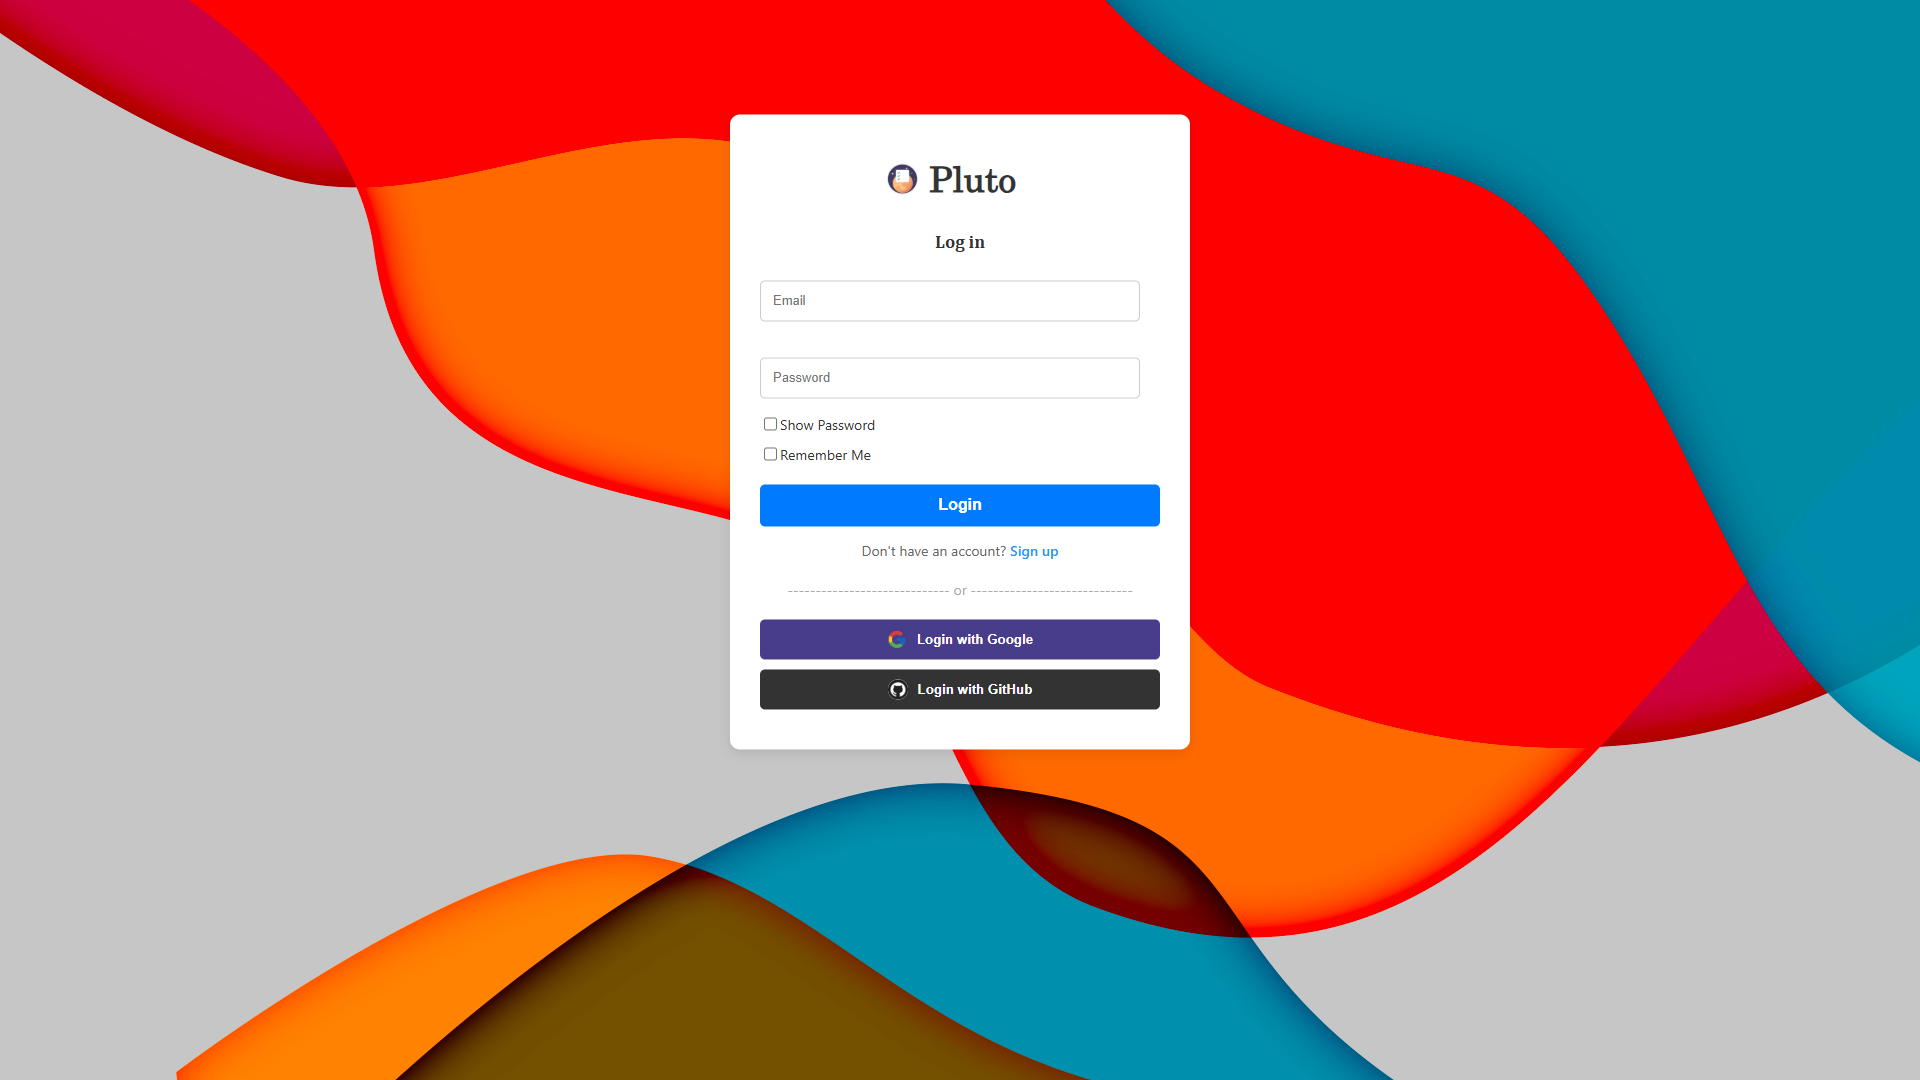 Pluto
Log in
Email
Password
Show Password
Remember Me
Login
Don't have an account? Sign up
----------------------------- or -----------------------------
Login with Google
Login with GitHub